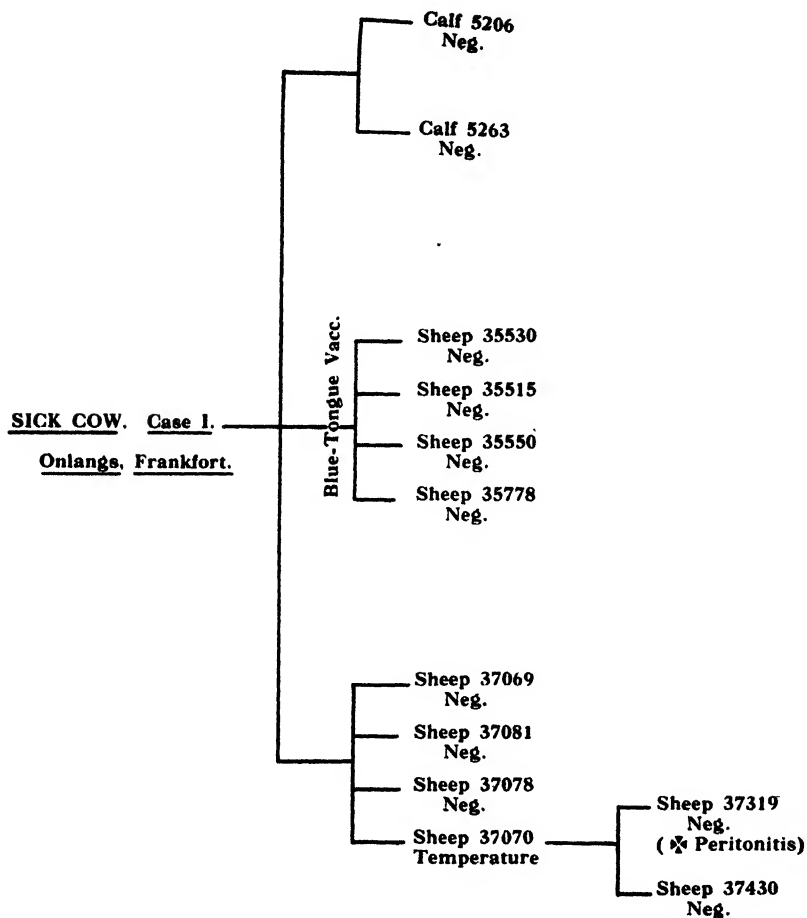 Calf 5206
Neg.
Calf 5263
Neg.
Blue-Tongue Vacc.
Sheep 35530
Neg.
Sheep 35515
Neg.
Sheep 35550
Neg.
Sheep 35778
Neg.
SICK COW. Case 1.
Onlangs, Frankfort.
Sheep 37069
Neg.
Sheep 37081
Neg.
Sheep 37078
Neg.
Sheep 37070
Temperature
Sheep 37319
Neg.
(✠ Peritonitis)
Sheep 37430
Neg.